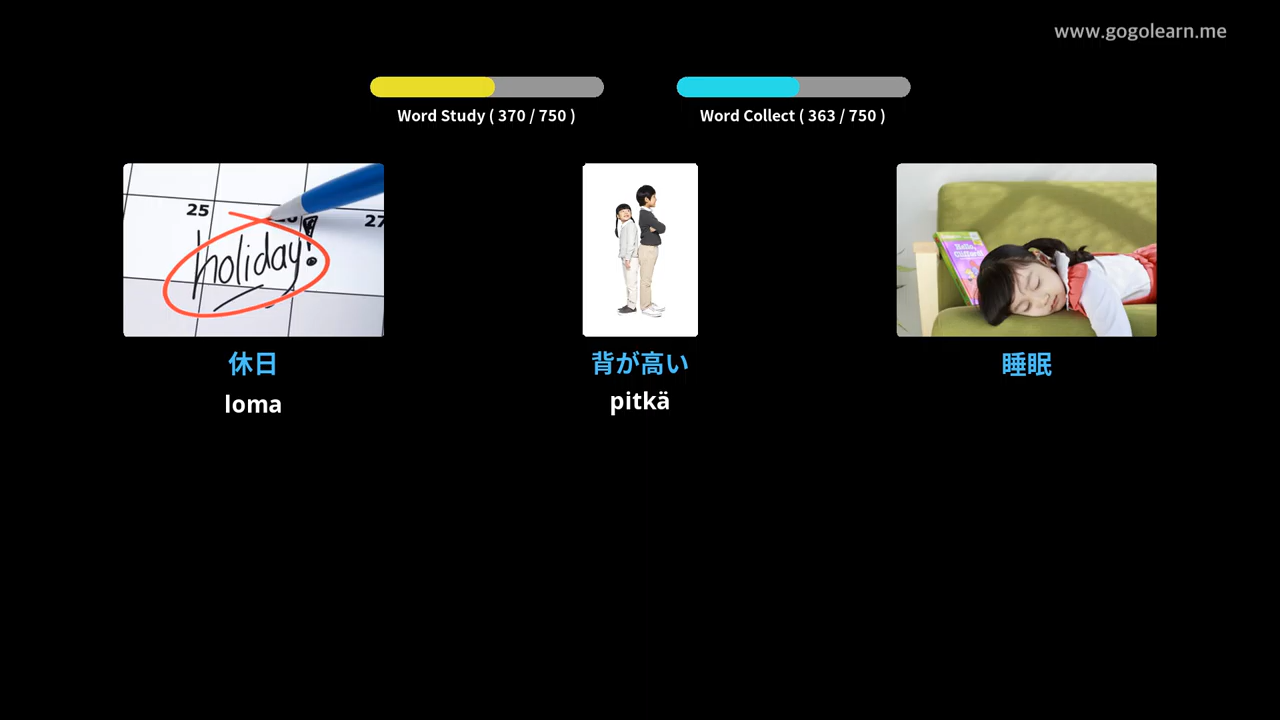 www.gogolearn.me
Word Study ( 370 / 750 )
Word Collect ( 363 / 750 )
25
27
holiday!
Hello,
休日
背が高い
睡眠
loma
pitkä